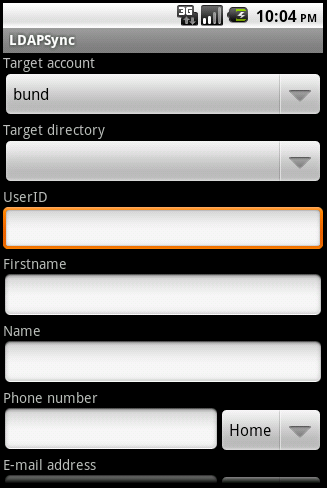 3G 10:04 PM
LDAPSync
Target account
bund
Target directory
UserID
Firstname
Name
Phone number
Home
E-mail address